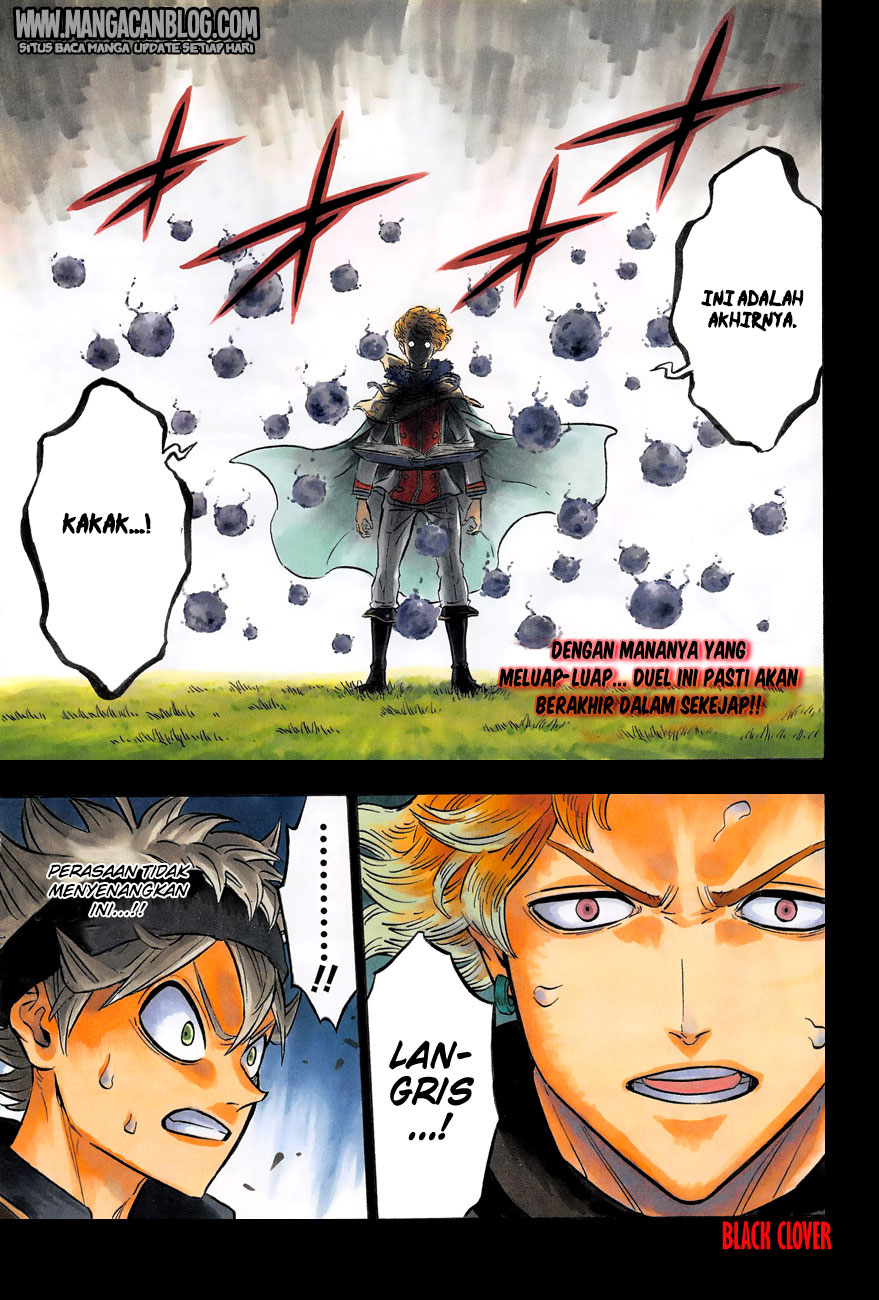 WWW.MANGACANBLOG.COM
SITUS BACA MANGA UPDATE SETIAP HARI
INI ADALAH
AKHIRNYA.
KAKAK...!
DENGAN MANANYA YANG
MELUAP-LUAP... DUEL INI PASTI AKAN
BERAKHIR DALAM SEKEJAP!!
LAN-
GRIS
...!
..........!!
PERASAAN TIDAK
MENYENANGKAN
INI...!!
BLACK CLOVER